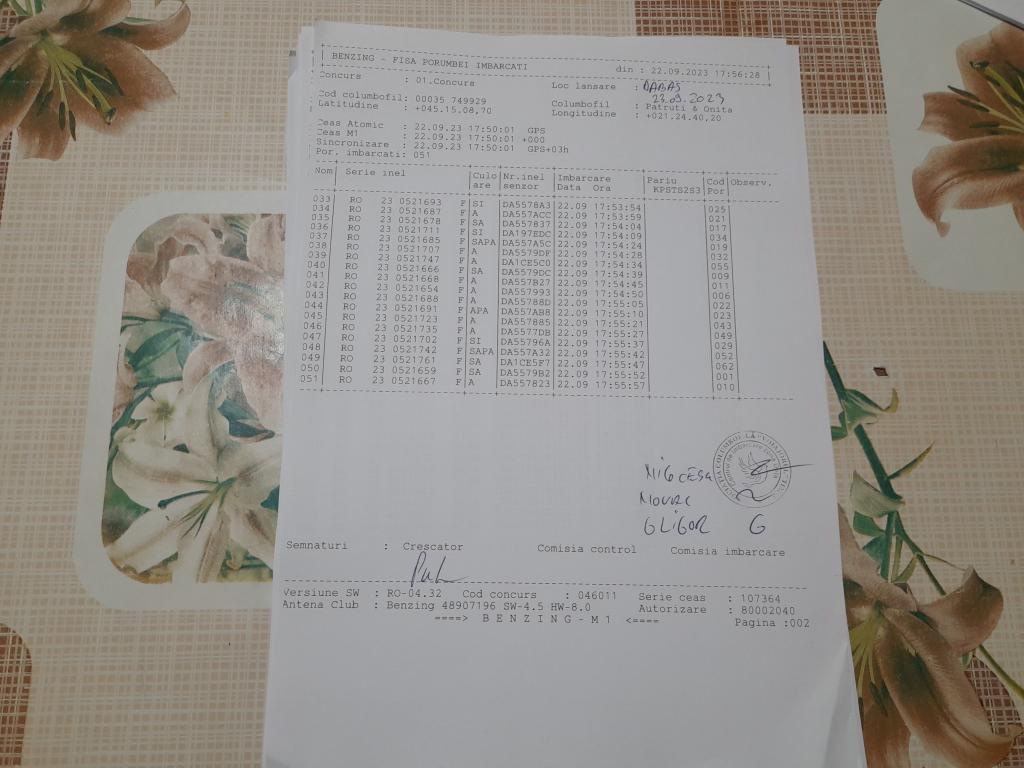 BENZING - FISA PORUMBEI IMBARCATI din : 22.09.2023 17:56:28
Concurs : 01.Concurs Loc lansare : DABAS
23.09.2023
Cod columbofil: 00035 749929 Columbofil : Patruti & Onita
Latitudine : +045.15.08,70 Longitudine : +021.24.40,20
Ceas Atomic : 22.09.23 17:50:01 GPS
Ceas M1 : 22.09.23 17:50:01 +000
Sincronizare : 22.09.23 17:50:01 GPS+03h
Por. imbarcati: 051
Nom Serie inel Culo Nr.inel Imbarcare Pariu Cod Observ.
are senzor Data Ora KPSTS2S3 Por
033 RO 23 0521693 F SI DA5578A3 22.09 17:53:54 025
034 RO 23 0521687 F A DA557ACC 22.09 17:53:59 021
035 RO 23 0521678 F SA DA557837 22.09 17:54:04 017
036 RO 23 0521711 F SI DA197EDC 22.09 17:54:09 034
037 RO 23 0521685 F SAPA DA557A5C 22.09 17:54:24 019
038 RO 23 0521707 F A DA5579DF 22.09 17:54:28 032
039 RO 23 0521747 F A DA1CE5C0 22.09 17:54:34 055
040 RO 23 0521666 F SA DA5579DC 22.09 17:54:39 009
041 RO 23 0521668 F A DA557B27 22.09 17:54:45 011
042 RO 23 0521654 F A DA557993 22.09 17:54:50 006
043 RO 23 0521688 F A DA55788D 22.09 17:55:05 022
044 RO 23 0521691 F APA DA557AB8 22.09 17:55:10 023
045 RO 23 0521723 F A DA557885 22.09 17:55:21 043
046 RO 23 0521735 F A DA5577DB 22.09 17:55:27 049
047 RO 23 0521702 F SI DA55796A 22.09 17:55:37 029
048 RO 23 0521742 F SAPA DA557A32 22.09 17:55:42 052
049 RO 23 0521761 F SA DA1CE5F7 22.09 17:55:47 062
050 RO 23 0521659 F SA DA5579B2 22.09 17:55:52 001
051 RO 23 0521667 F A DA557823 22.09 17:55:57 010
GLIGOR G
Semnaturi : Crescator Comisia control Comisia imbarcare
Versiune SW : RO-04.32 Cod concurs : 046011 Serie ceas : 107364
Antena Club : Benzing 48907196 SW-4.5 HW-8.0 Autorizare : 80002040
====> B E N Z I N G - M 1 <==== Pagina :002